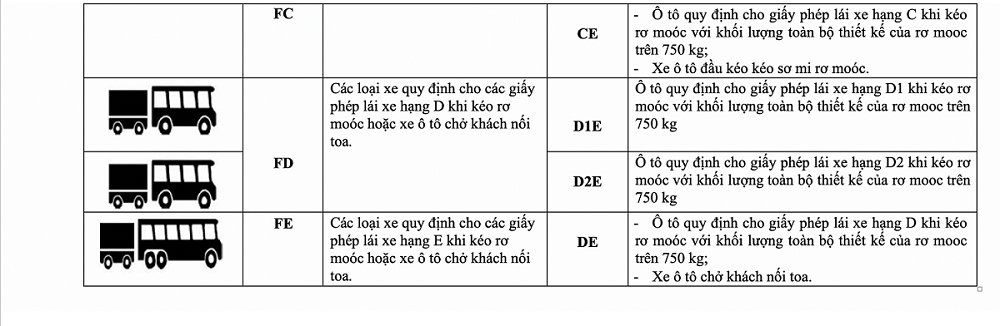 FC
CE
- Ô tô quy định cho giấy phép lái xe hạng C khi kéo
rơ moóc với khối lượng toàn bộ thiết kế của rơ mooc
trên 750 kg;
- Xe ô tô đầu kéo kéo sơ mi rơ moóc.
FD
Các loại xe quy định cho các giấy
phép lái xe hạng D khi kéo rơ
moóc hoặc xe ô tô chở khách nối
toa.
D1E
Ô tô quy định cho giấy phép lái xe hạng D1 khi kéo rơ
moóc với khối lượng toàn bộ thiết kế của rơ mooc trên
750 kg
D2E
Ô tô quy định cho giấy phép lái xe hạng D2 khi kéo rơ
moóc với khối lượng toàn bộ thiết kế của rơ mooc trên
750 kg
FE
Các loại xe quy định cho các giấy
phép lái xe hạng E khi kéo rơ
moóc hoặc xe ô tô chở khách nối
toa.
DE
- Ô tô quy định cho giấy phép lái xe hạng D khi kéo
rơ moóc với khối lượng toàn bộ thiết kế của rơ mooc
trên 750 kg;
- Xe ô tô chở khách nối toa.